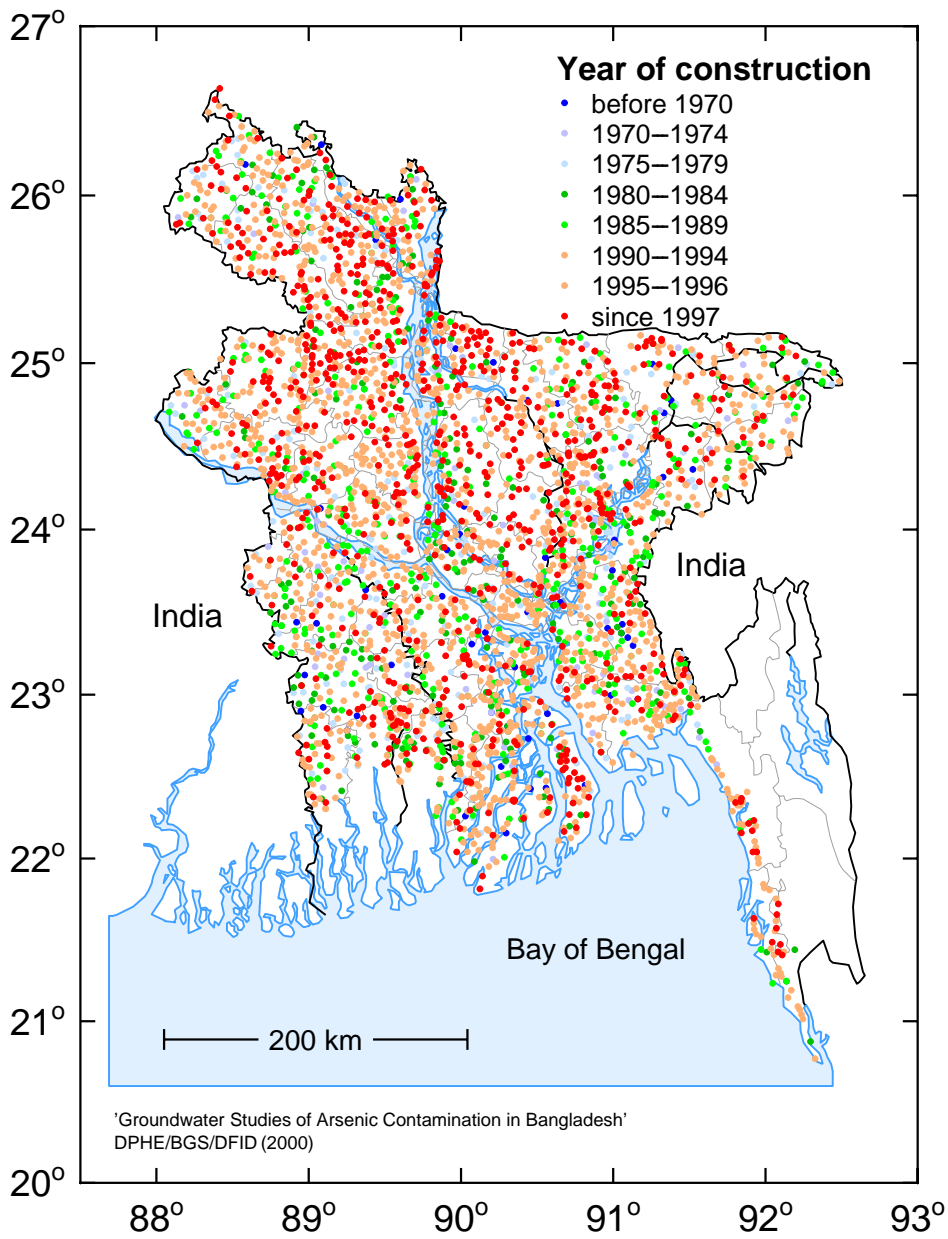 27°
Year of construction
before 1970
1970–1974
1975–1979
26°
1980–1984
1985–1989
1990–1994
1995–1996
since 1997
25°
24°
India
India
23°
22°
Bay of Bengal
21°
200 km
'Groundwater Studies of Arsenic Contamination in Bangladesh'
DPHE/BGS/DFID (2000)
20°
88° 89° 90° 91° 92° 93°